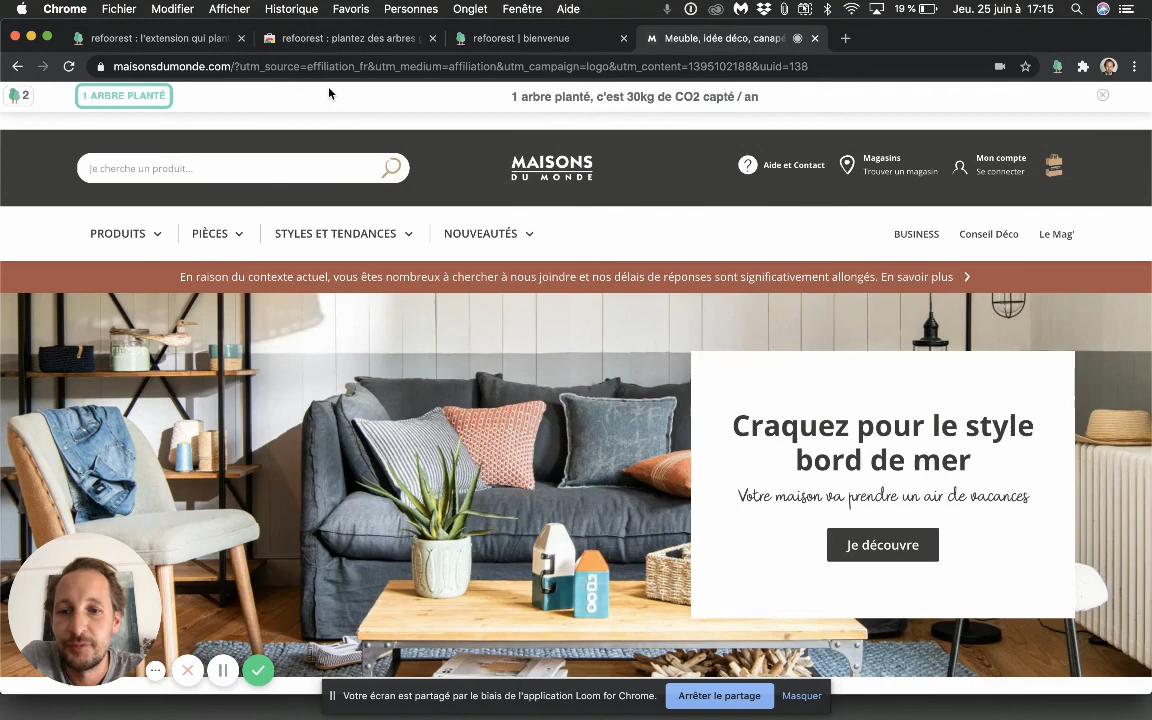 Chrome Fichier Modifier Afficher Historique Favoris Personnes Onglet Fenêtre Aide 19 % Jeu. 25 juin à 17:15
refoorest : l'extension qui plant
refoorest : plantez des arbres g
refoorest | bienvenue
Meuble, idée déco, canapé
maisonsdumonde.com/?utm_source=effiliation_fr&utm_medium=affiliation&utm_campaign=logo&utm_content=1395102188&uuid=138
2 1 ARBRE PLANTÉ 1 arbre planté, c'est 30kg de CO2 capté / an
Je cherche un produit...
MAISONS
DU MONDE
? Aide et Contact
Magasins
Trouver un magasin
Mon compte
Se connecter
PRODUITS PIÈCES STYLES ET TENDANCES NOUVEAUTÉS BUSINESS Conseil Déco Le Mag'
En raison du contexte actuel, vous êtes nombreux à chercher à nous joindre et nos délais de réponses sont significativement allongés. En savoir plus
Craquez pour le style
bord de mer
Votre maison va prendre un air de vacances
Je découvre
Votre écran est partagé par le biais de l'application Loom for Chrome. Arrêter le partage Masquer